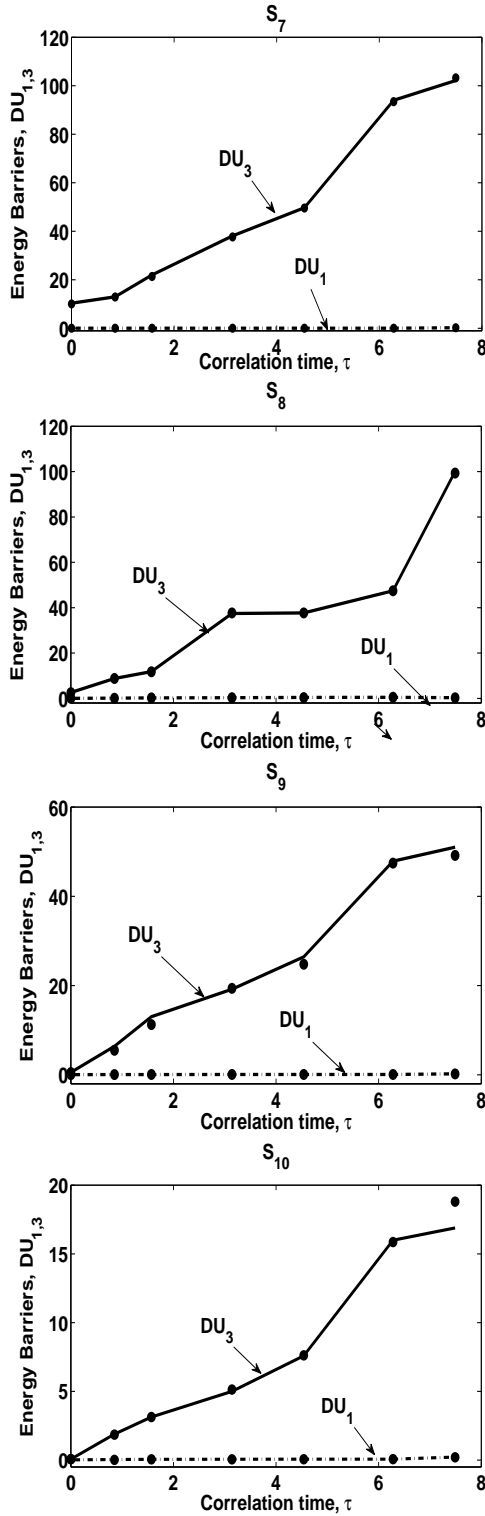 S7
Energy Barriers, DU1,3
120
100
80
60
40
20
0
DU3
DU1
0 2 4 6 8
Correlation time, τ
S8
Energy Barriers, DU1,3
120
100
80
60
40
20
0
DU3
DU1
0 2 4 6 8
Correlation time, τ
S9
Energy Barriers, DU1,3
60
40
20
0
DU3
DU1
0 2 4 6 8
Correlation time, τ
S10
Energy Barriers, DU1,3
20
15
10
5
0
DU3
DU1
0 2 4 6 8
Correlation time, τ